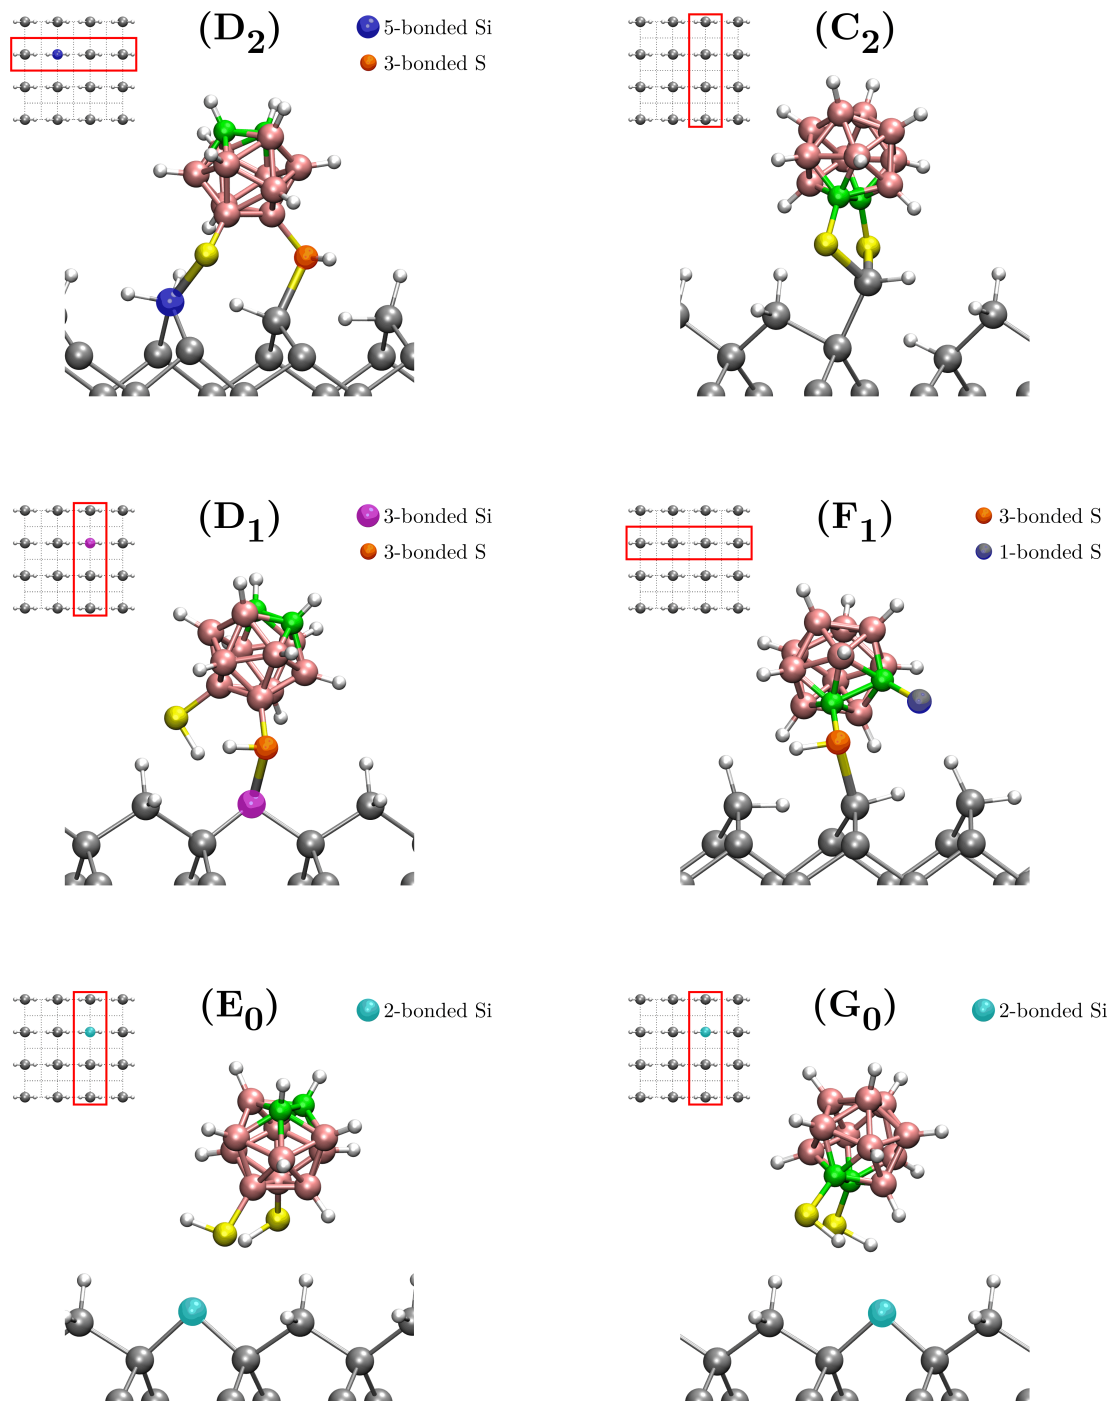 (D2)
5-bonded Si
3-bonded S
(C2)
(D1)
3-bonded Si
3-bonded S
(F1)
3-bonded S
1-bonded S
(E0)
2-bonded Si
(G0)
2-bonded Si